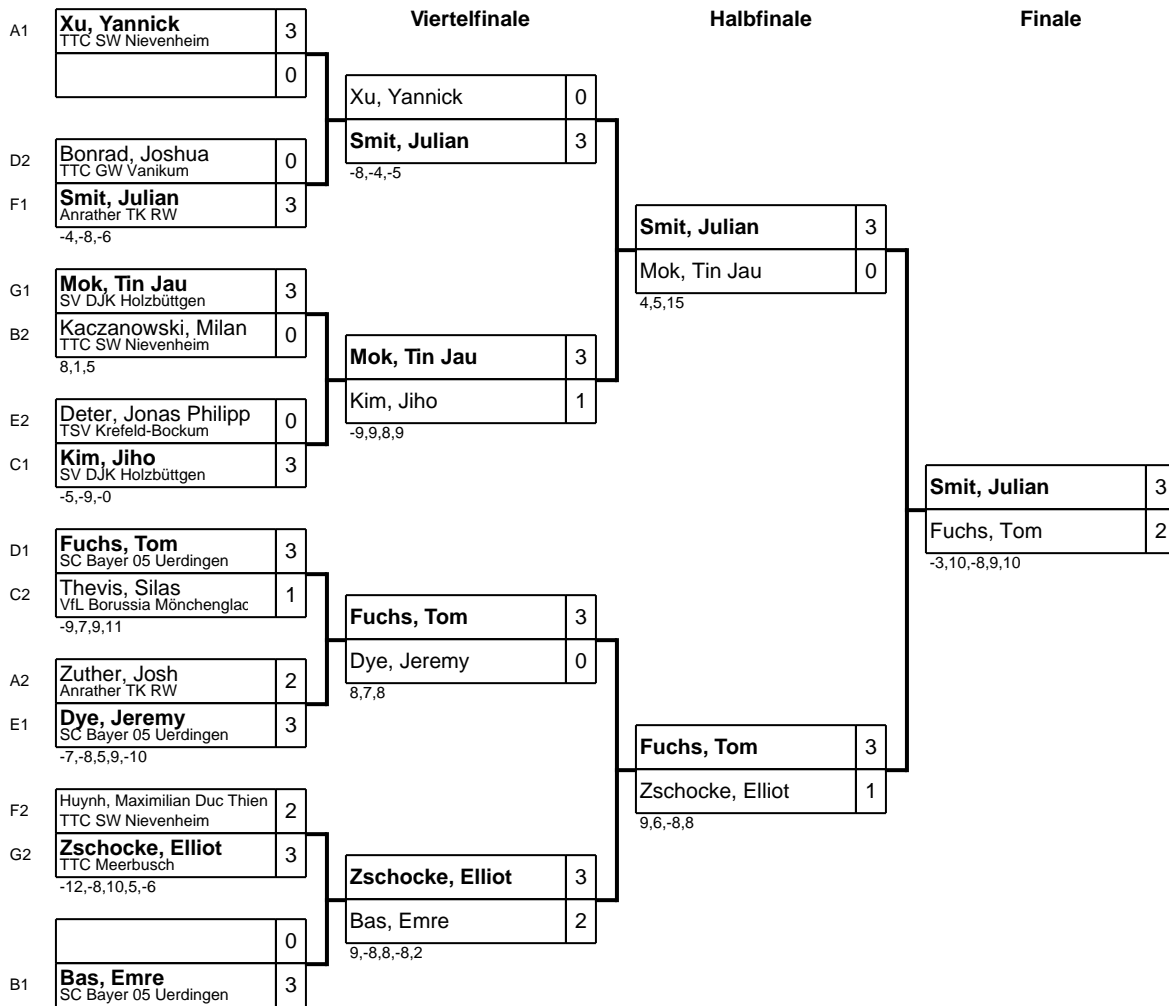 Viertelfinale
Halbfinale
Finale
A1
Xu, Yannick
TTC SW Nievenheim
3
0
D2
Bonrad, Joshua
TTC GW Vanikum
0
F1
Smit, Julian
Anrather TK RW
3
-4,-8,-6
G1
Mok, Tin Jau
SV DJK Holzbüttgen
3
B2
Kaczanowski, Milan
TTC SW Nievenheim
0
8,1,5
E2
Deter, Jonas Philipp
TSV Krefeld-Bockum
0
C1
Kim, Jiho
SV DJK Holzbüttgen
3
-5,-9,-0
D1
Fuchs, Tom
SC Bayer 05 Uerdingen
3
C2
Thevis, Silas
VfL Borussia Mönchenglac
1
-9,7,9,11
A2
Zuther, Josh
Anrather TK RW
2
E1
Dye, Jeremy
SC Bayer 05 Uerdingen
3
-7,-8,5,9,-10
F2
Huynh, Maximilian Duc Thien
TTC SW Nievenheim
2
G2
Zschocke, Elliot
TTC Meerbusch
3
-12,-8,10,5,-6
0
B1
Bas, Emre
SC Bayer 05 Uerdingen
3
Xu, Yannick
0
Smit, Julian
3
-8,-4,-5
Mok, Tin Jau
3
Kim, Jiho
1
-9,9,8,9
Fuchs, Tom
3
Dye, Jeremy
0
8,7,8
Zschocke, Elliot
3
Bas, Emre
2
9,-8,8,-8,2
Smit, Julian
3
Mok, Tin Jau
0
4,5,15
Fuchs, Tom
3
Zschocke, Elliot
1
9,6,-8,8
Smit, Julian
3
Fuchs, Tom
2
-3,10,-8,9,10